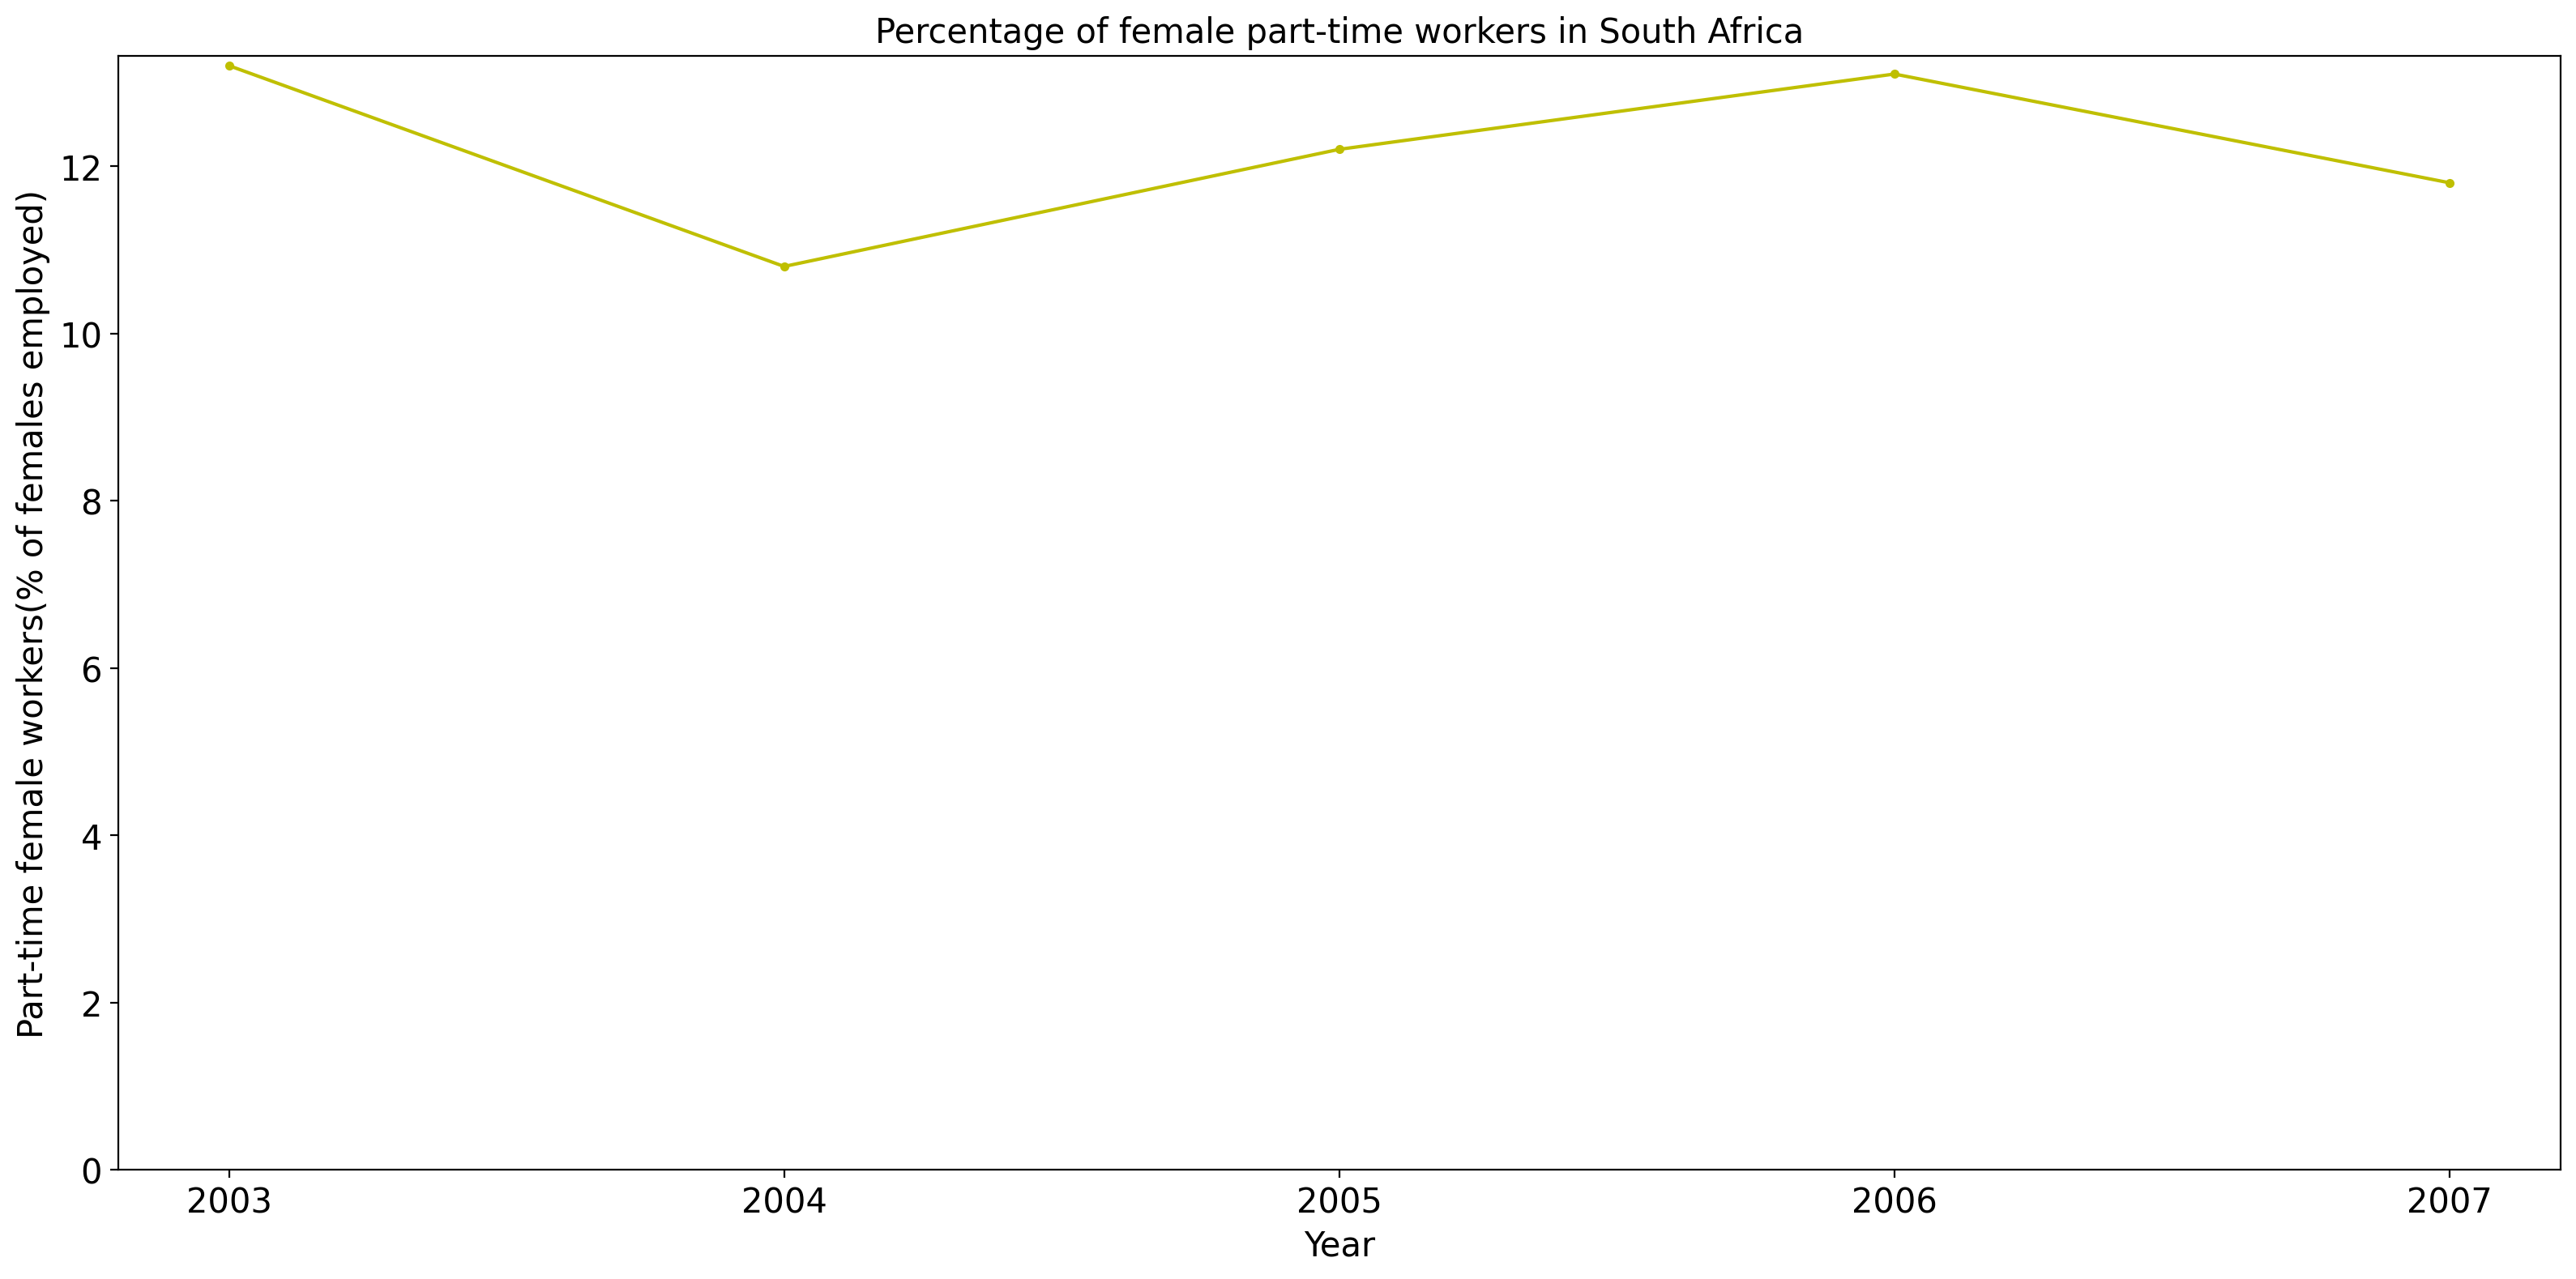 Percentage of female part-time workers in South Africa
Part-time female workers(% of females employed)
12
10
8
6
4
2
0
2003 2004 2005 2006 2007
Year